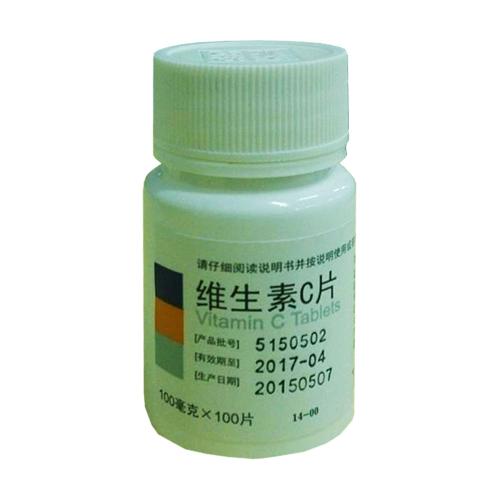 请仔细阅读说明书并按说明使用或
维生素C片
Vitamin C Tablets
[产品批号] 5150502
[有效期至] 2017-04
[生产日期] 20150507
100毫克×100片
14-00